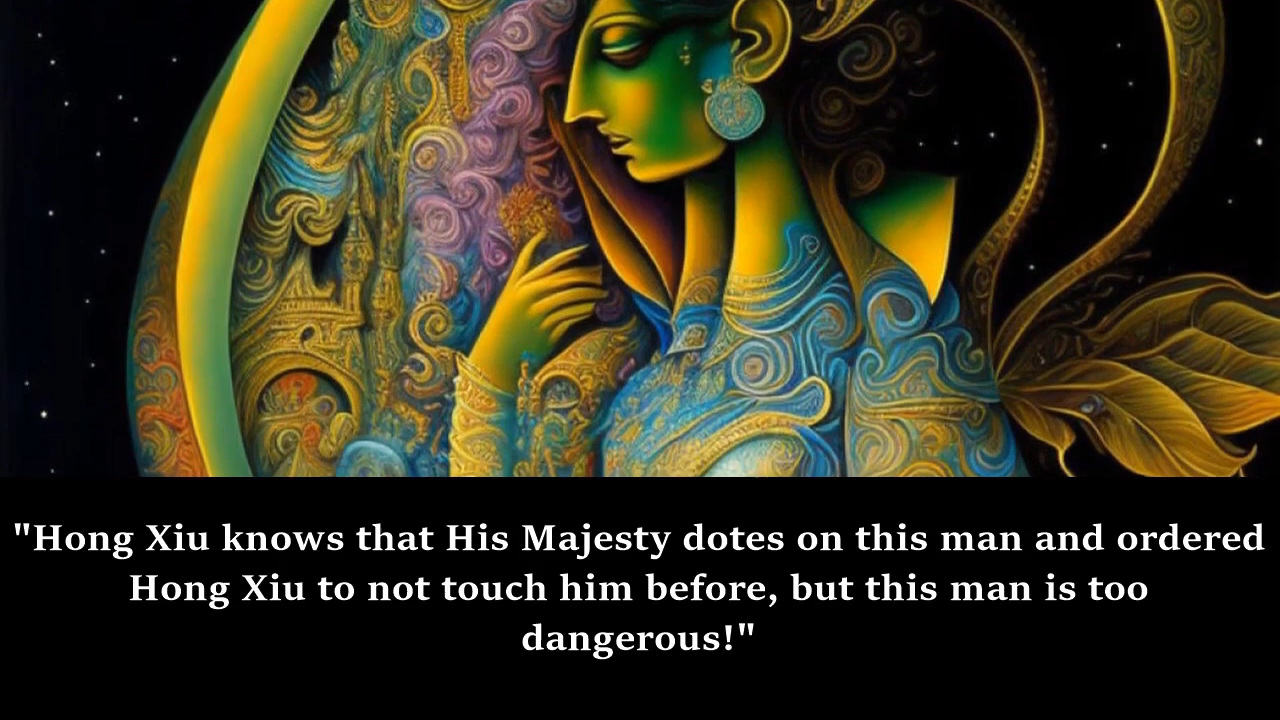 "Hong Xiu knows that His Majesty dotes on this man and ordered
Hong Xiu to not touch him before, but this man is too
dangerous!"